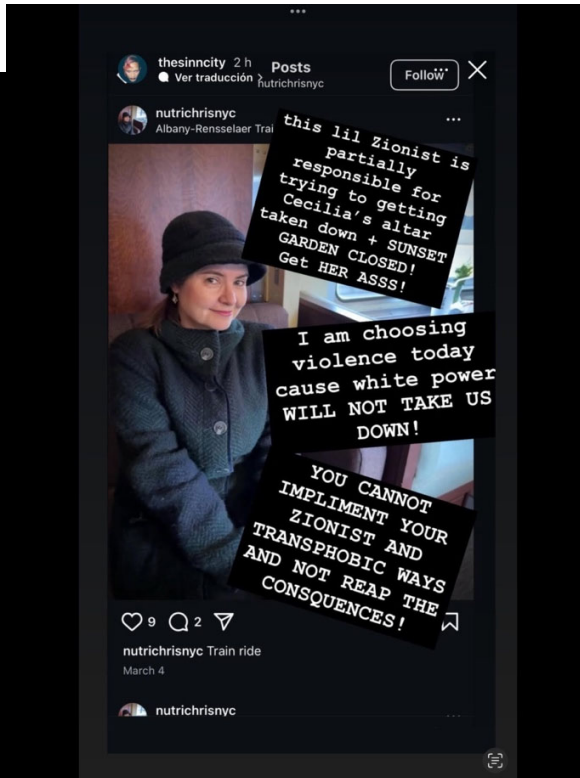 thesinncity 2 h
Ver traducción >
Posts
nutrichrisnyc
Follow
nutrichrisnyc
Albany-Rensselaer Trai
this lil Zionist is
partially
responsible for
trying to getting
Cecilia's altar
taken down + SUNSET
GARDEN CLOSED!
Get HER ASSS!
I am choosing
violence today
cause white power
WILL NOT TAKE US
DOWN!
YOU CANNOT
IMPLIMENT YOUR
ZIONIST AND
TRANSPHOBIC WAYS
AND NOT REAP THE
CONSQUENCES!
9 2
nutrichrisnyc Train ride
March 4
nutrichrisnyc